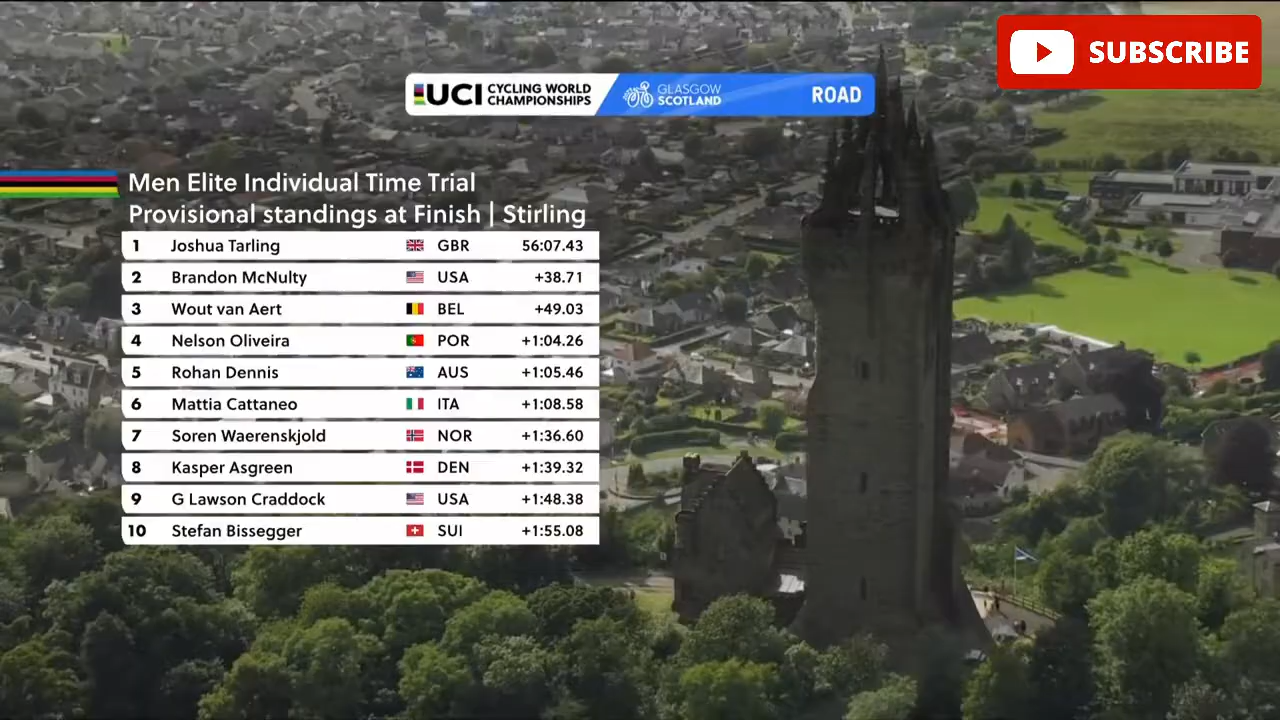 SUBSCRIBE
UCI CYCLING WORLD CHAMPIONSHIPS GLASGOW SCOTLAND ROAD
Men Elite Individual Time Trial
Provisional standings at Finish | Stirling
1 Joshua Tarling GBR 56:07.43
2 Brandon McNulty USA +38.71
3 Wout van Aert BEL +49.03
4 Nelson Oliveira POR +1:04.26
5 Rohan Dennis AUS +1:05.46
6 Mattia Cattaneo ITA +1:08.58
7 Soren Waerenskjold NOR +1:36.60
8 Kasper Asgreen DEN +1:39.32
9 G Lawson Craddock USA +1:48.38
10 Stefan Bissegger SUI +1:55.08